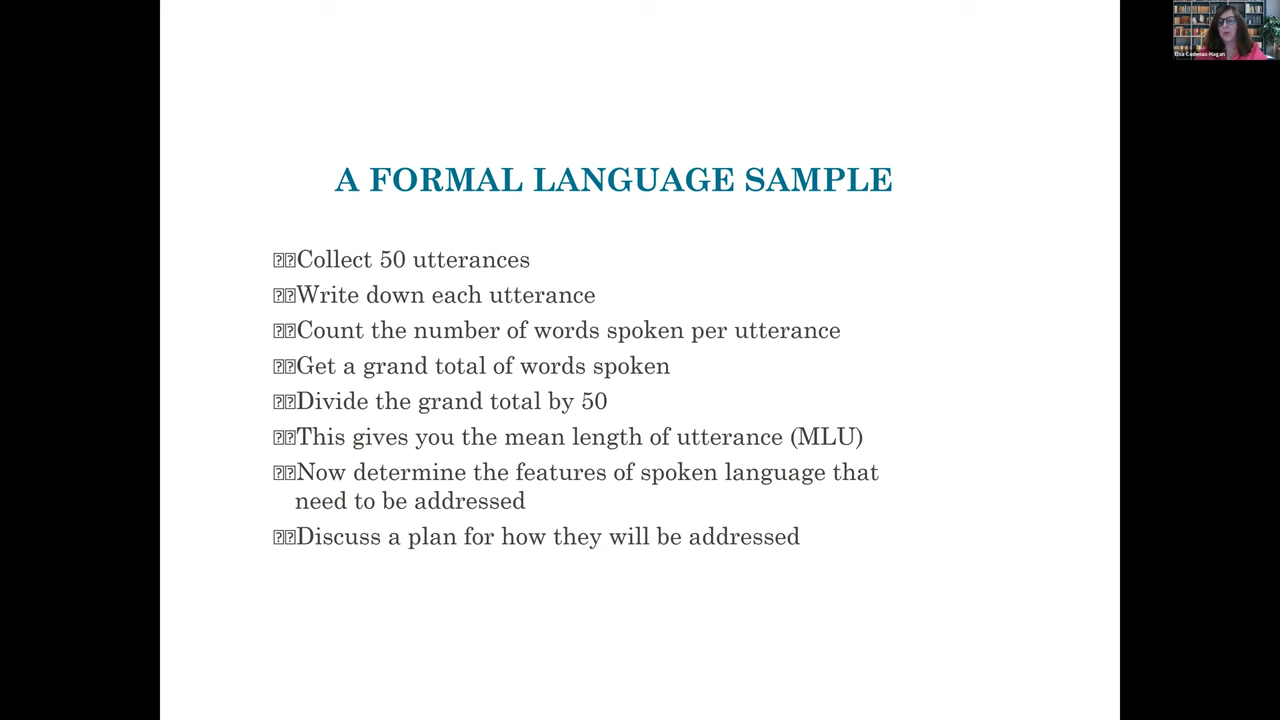 Elsa Cadenas-Hagan
A FORMAL LANGUAGE SAMPLE
Collect 50 utterances
Write down each utterance
Count the number of words spoken per utterance
Get a grand total of words spoken
Divide the grand total by 50
This gives you the mean length of utterance (MLU)
Now determine the features of spoken language that
need to be addressed
Discuss a plan for how they will be addressed